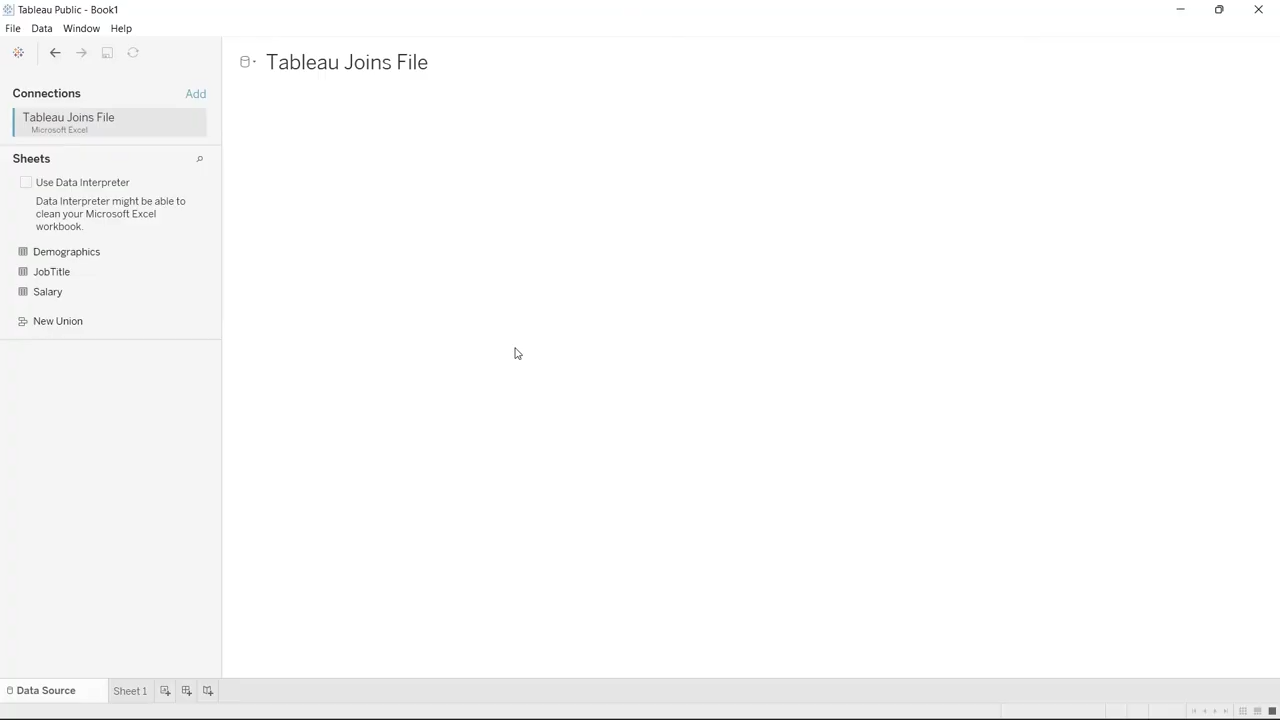 Tableau Public - Book1
File Data Window Help
Tableau Joins File
Connections
Add
Tableau Joins File
Microsoft Excel
Sheets
Use Data Interpreter
Data Interpreter might be able to
clean your Microsoft Excel
workbook.
Demographics
JobTitle
Salary
New Union
Data Source
Sheet 1